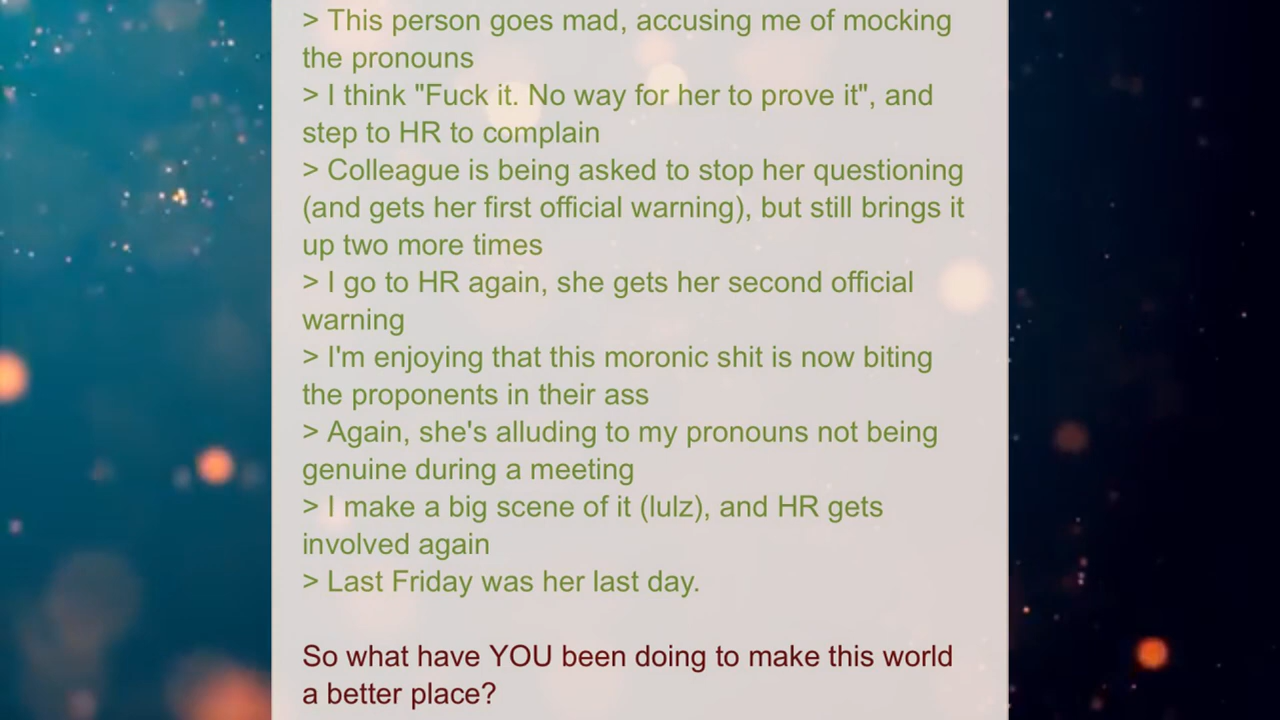 > This person goes mad, accusing me of mocking
the pronouns
> I think "Fuck it. No way for her to prove it", and
step to HR to complain
> Colleague is being asked to stop her questioning
(and gets her first official warning), but still brings it
up two more times
> I go to HR again, she gets her second official
warning
> I'm enjoying that this moronic shit is now biting
the proponents in their ass
> Again, she's alluding to my pronouns not being
genuine during a meeting
> I make a big scene of it (lulz), and HR gets
involved again
> Last Friday was her last day.
So what have YOU been doing to make this world
a better place?